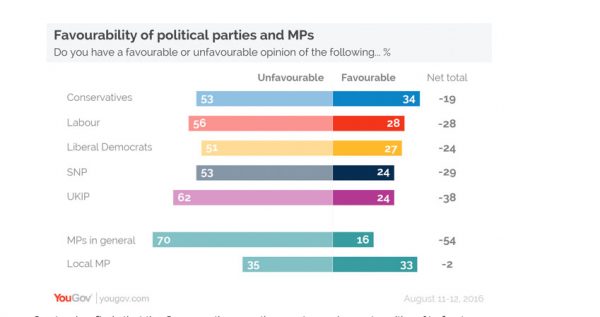 Favourability of political parties and MPs
Do you have a favourable or unfavourable opinion of the following... %
Unfavourable Favourable Net total
Conservatives 53 34 -19
Labour 56 28 -28
Liberal Democrats 51 27 -24
SNP 53 24 -29
UKIP 62 24 -38
MPs in general 70 16 -54
Local MP 35 33 -2
YouGov | yougov.com August 11-12, 2016